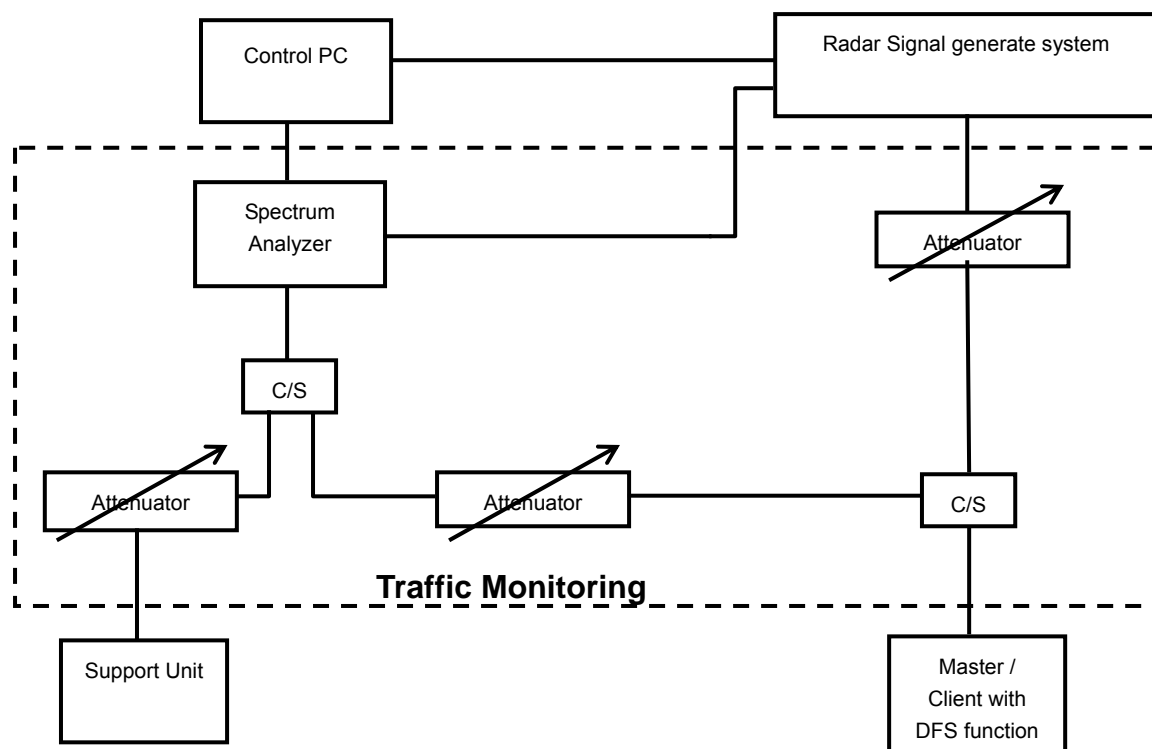 Control PC
Radar Signal generate system
Spectrum
Analyzer
Attenuator
C/S
Attenuator
Attenuator
C/S
Traffic Monitoring
Support Unit
Master /
Client with
DFS function